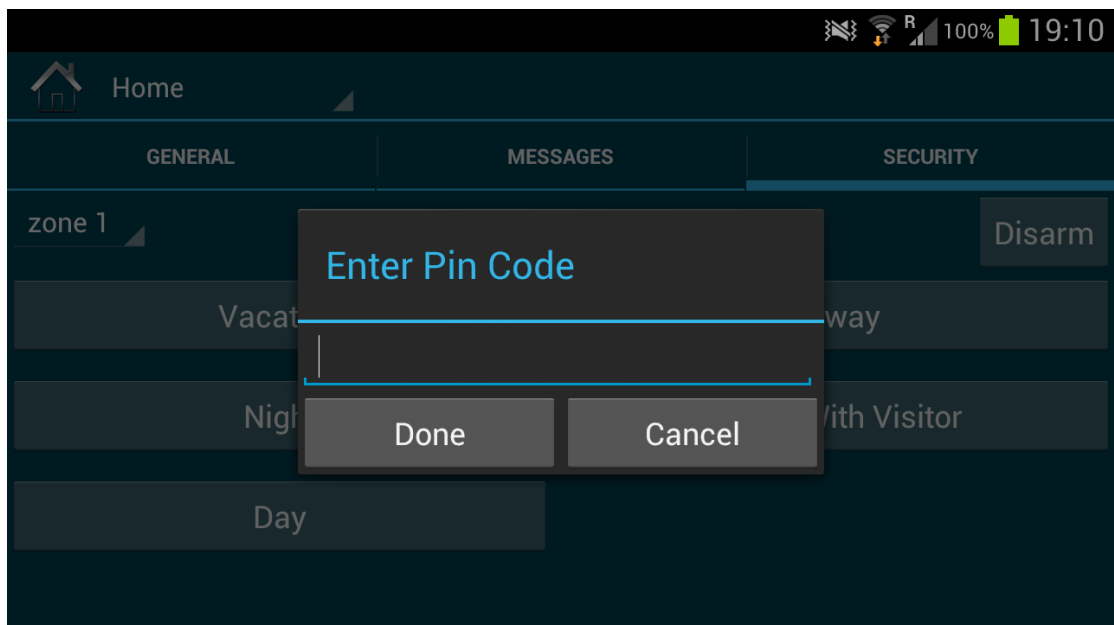 R 100% 19:10
Home
GENERAL MESSAGES SECURITY
zone 1 Disarm
Enter Pin Code
Vacat way
Nigh ith Visitor
Done Cancel
Day